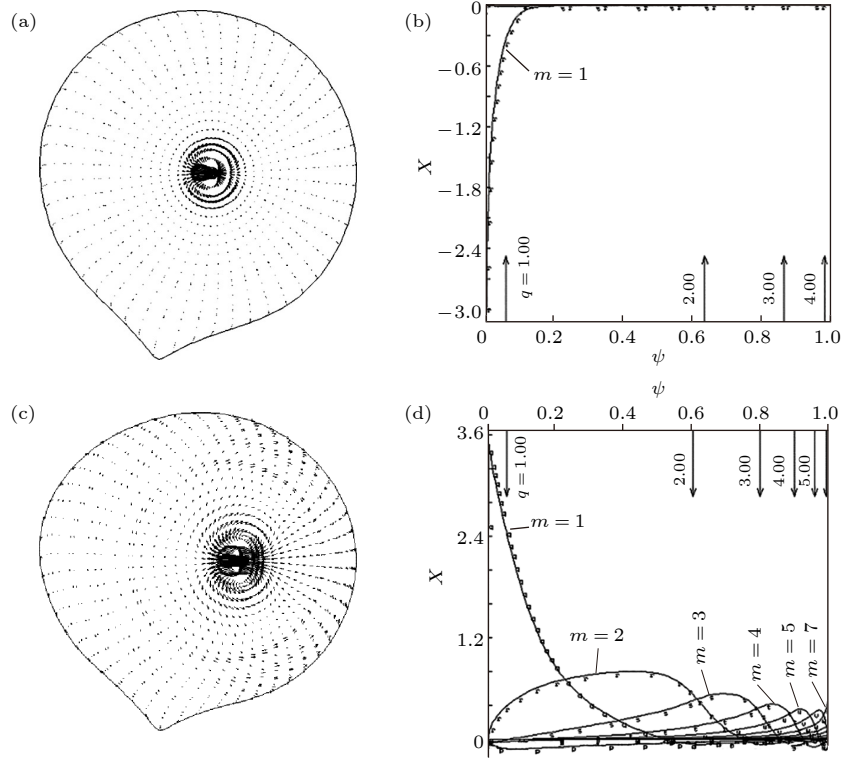 (a)
(b)
0
−0.6
−1.2
−1.8
−2.4
−3.0
X
m = 1
q = 1.00
2.00
3.00
4.00
0 0.2 0.4 0.6 0.8 1.0
ψ
(c)
(d)
ψ
0 0.2 0.4 0.6 0.8 1.0
3.6
2.4
1.2
0
X
q = 1.00
2.00
3.00
4.00
5.00
m = 1
m = 2
m = 3
m = 4
m = 5
m = 7